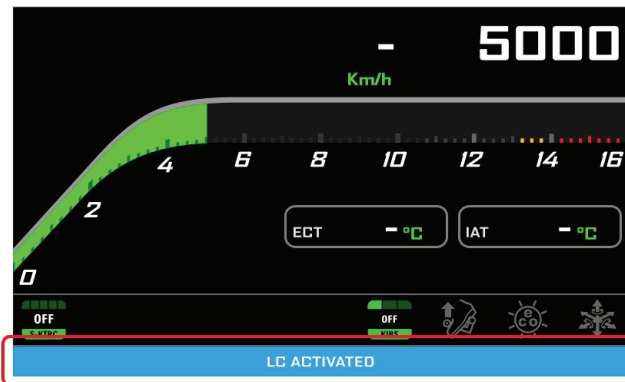 - 5000
Km/h
0 2 4 6 8 10 12 14 16
ECT - °C IAT - °C
OFF OFF eco
S-KTRC KIBS
LC ACTIVATED